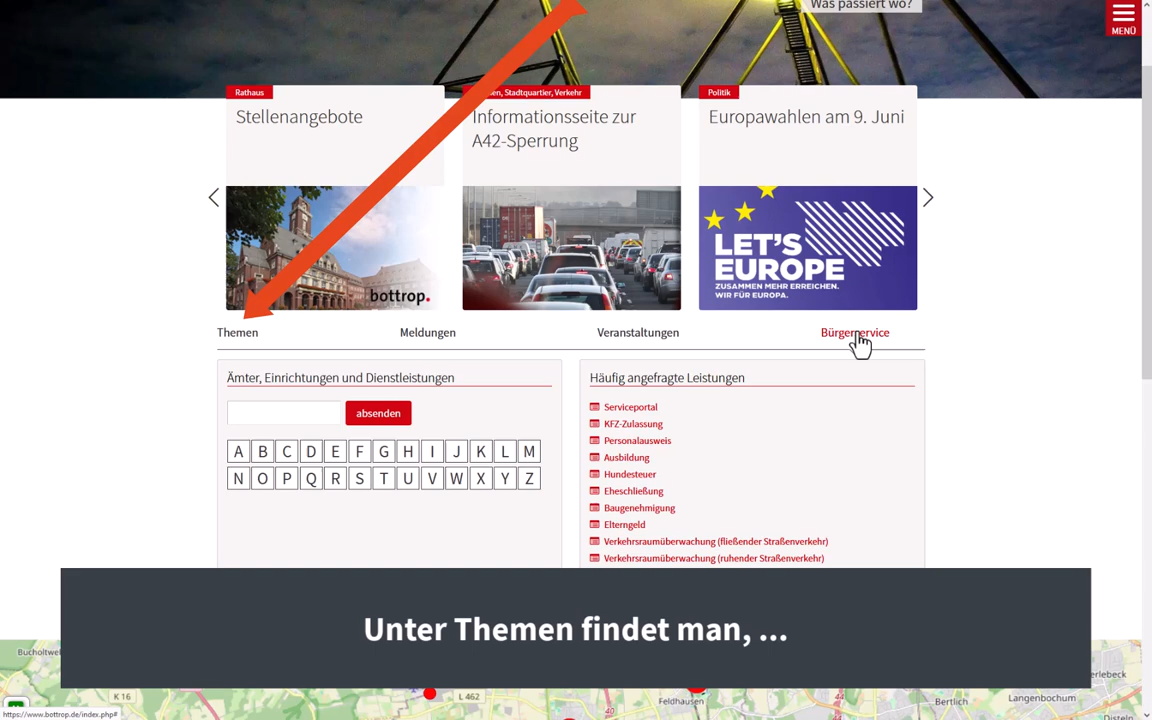 Was passiert wo?
MENÜ
Rathaus
Stadtquartier, Verkehr
Politik
Stellenangebote
Informationsseite zur
A42-Sperrung
Europawahlen am 9. Juni
bottrop.
LET'S
EUROPE
ZUSAMMEN MEHR ERREICHEN.
WIR FÜR EUROPA.
Themen
Meldungen
Veranstaltungen
Bürgerservice
Ämter, Einrichtungen und Dienstleistungen
absenden
A B C D E F G H I J K L M
N O P Q R S T U V W X Y Z
Häufig angefragte Leistungen
Serviceportal
KFZ-Zulassung
Personalausweis
Ausbildung
Hundesteuer
Eheschließung
Baugenehmigung
Elterngeld
Verkehrsraumüberwachung (fließender Straßenverkehr)
Verkehrsraumüberwachung (ruhender Straßenverkehr)
Unter Themen findet man, ...
K 16
L 462
Feldhausen
Bertlich
Langenbochum
https://www.bottrop.de/index.php#